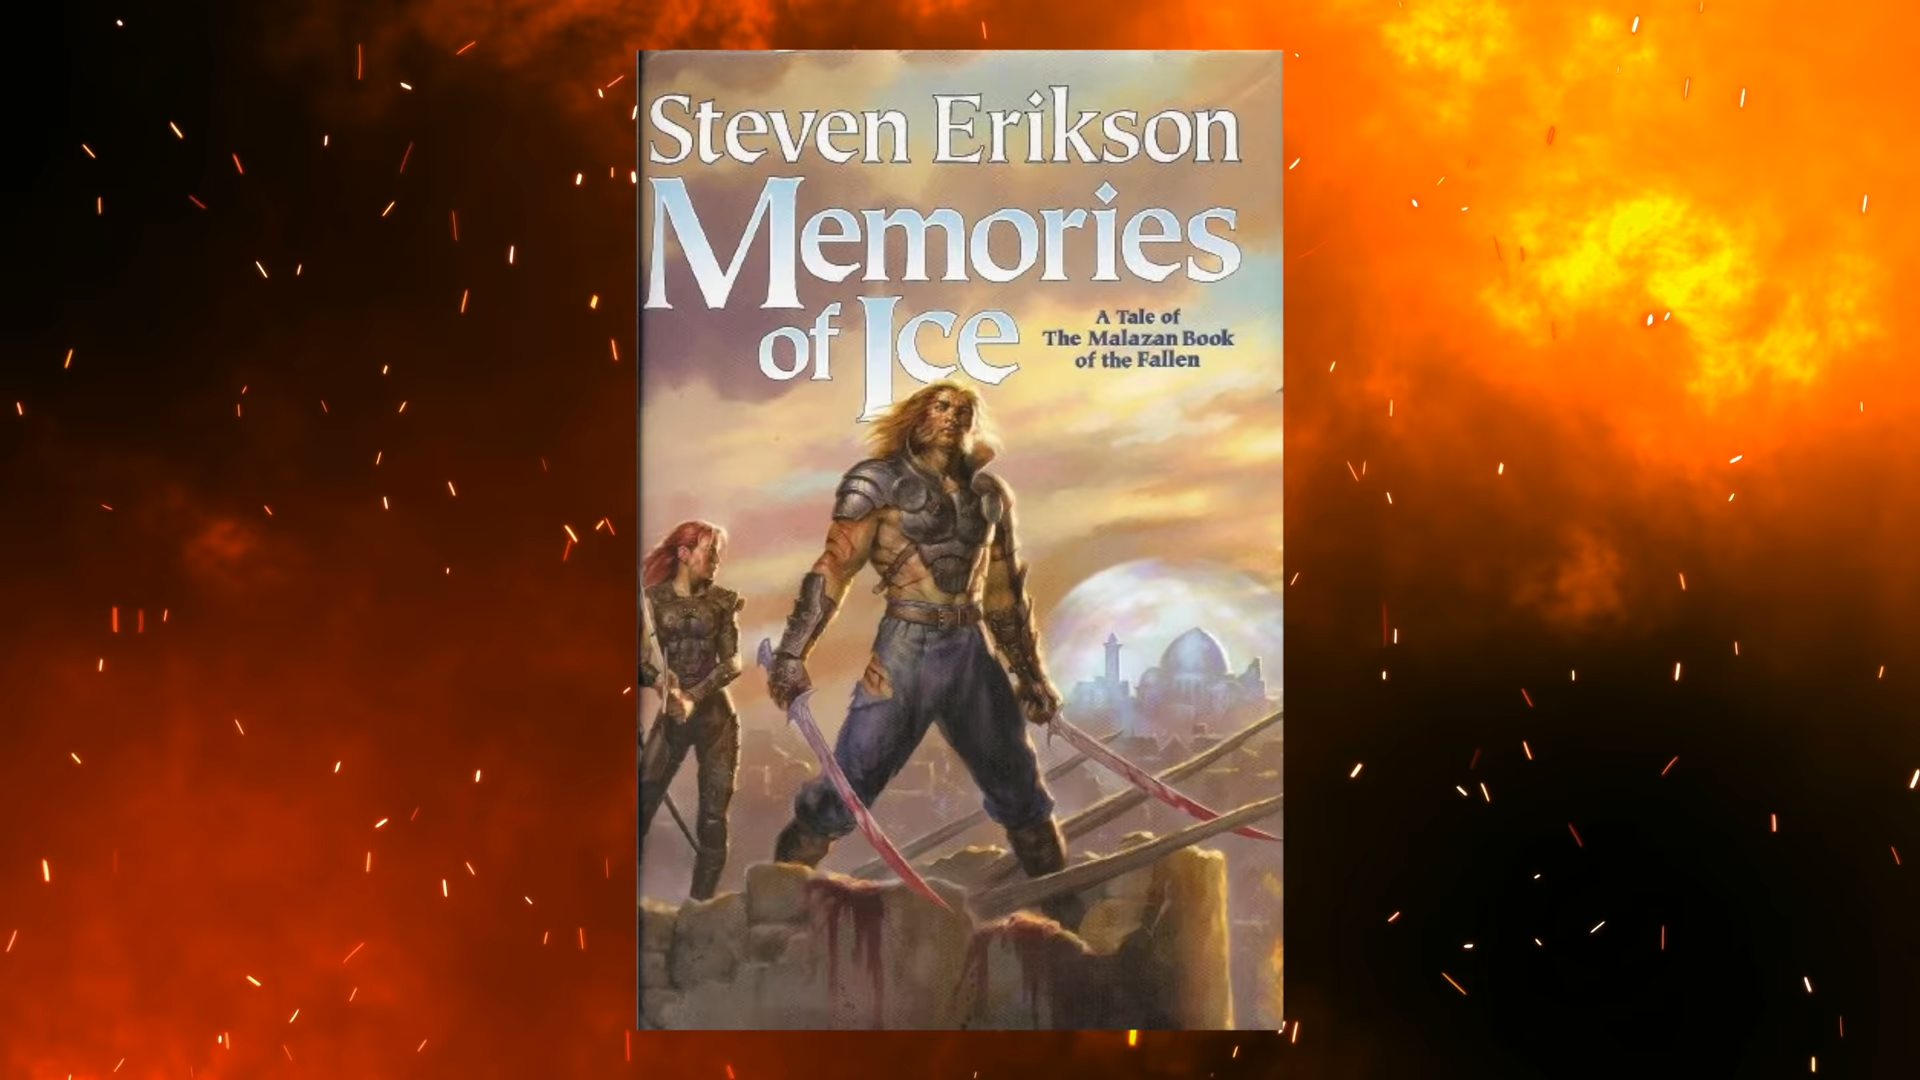 Steven Erikson
Memories
of Ice
A Tale of
The Malazan Book
of the Fallen